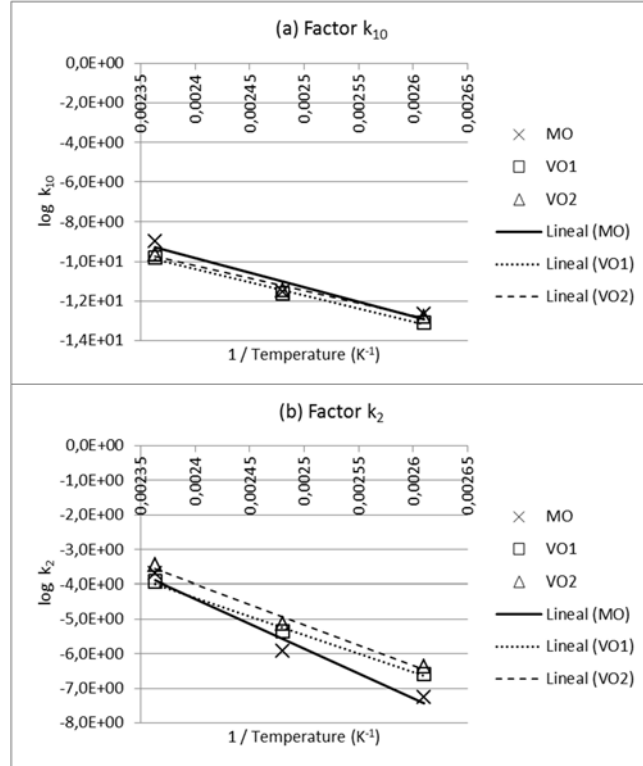 (a) Factor k₁₀
0,0E+00
-2,0E+00
-4,0E+00
-6,0E+00
-8,0E+00
-1,0E+01
-1,2E+01
-1,4E+01
log k₁₀
0,00235
0,0024
0,00245
0,0025
0,00255
0,0026
0,00265
1 / Temperature (K⁻¹)
MO
VO1
VO2
Lineal (MO)
Lineal (VO1)
Lineal (VO2)
(b) Factor k₂
0,0E+00
-1,0E+00
-2,0E+00
-3,0E+00
-4,0E+00
-5,0E+00
-6,0E+00
-7,0E+00
-8,0E+00
log k₂
0,00235
0,0024
0,00245
0,0025
0,00255
0,0026
0,00265
1 / Temperature (K⁻¹)
MO
VO1
VO2
Lineal (MO)
Lineal (VO1)
Lineal (VO2)